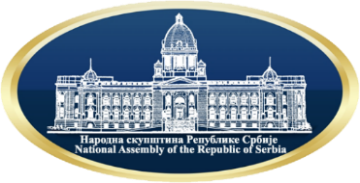 Народна скупштина Републике Србије
National Assembly of the Republic of Serbia